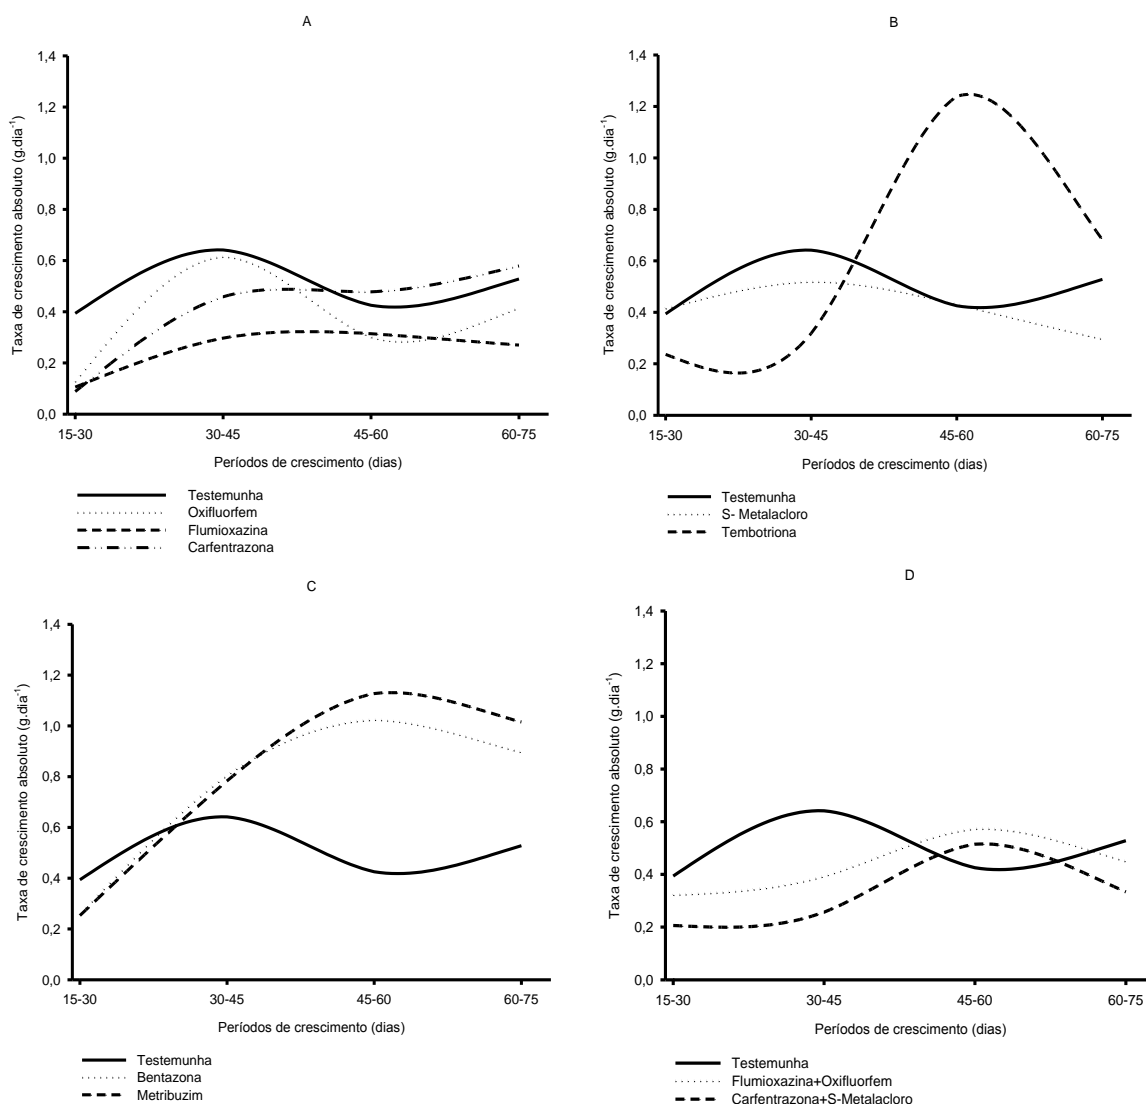 A
Taxa de crescimento absoluto (g.dia-1)
1,4
1,2
1,0
0,8
0,6
0,4
0,2
0,0
15-30 30-45 45-60 60-75
Períodos de crescimento (dias)
Testemunha
Oxifluorfem
Flumioxazina
Carfentrazona
B
Taxa de crescimento absoluto (g.dia-1)
1,4
1,2
1,0
0,8
0,6
0,4
0,2
0,0
15-30 30-45 45-60 60-75
Períodos de crescimento (dias)
Testemunha
S- Metalacloro
Tembotriona
C
Taxa de crescimento absoluto (g.dia-1)
1,4
1,2
1,0
0,8
0,6
0,4
0,2
0,0
15-30 30-45 45-60 60-75
Períodos de crescimento (dias)
Testemunha
Bentazona
Metribuzim
D
Taxa de crescimento absoluto (g.dia-1)
1,4
1,2
1,0
0,8
0,6
0,4
0,2
0,0
15-30 30-45 45-60 60-75
Períodos de crescimento (dias)
Testemunha
Flumioxazina+Oxifluorfem
Carfentrazona+S-Metalacloro